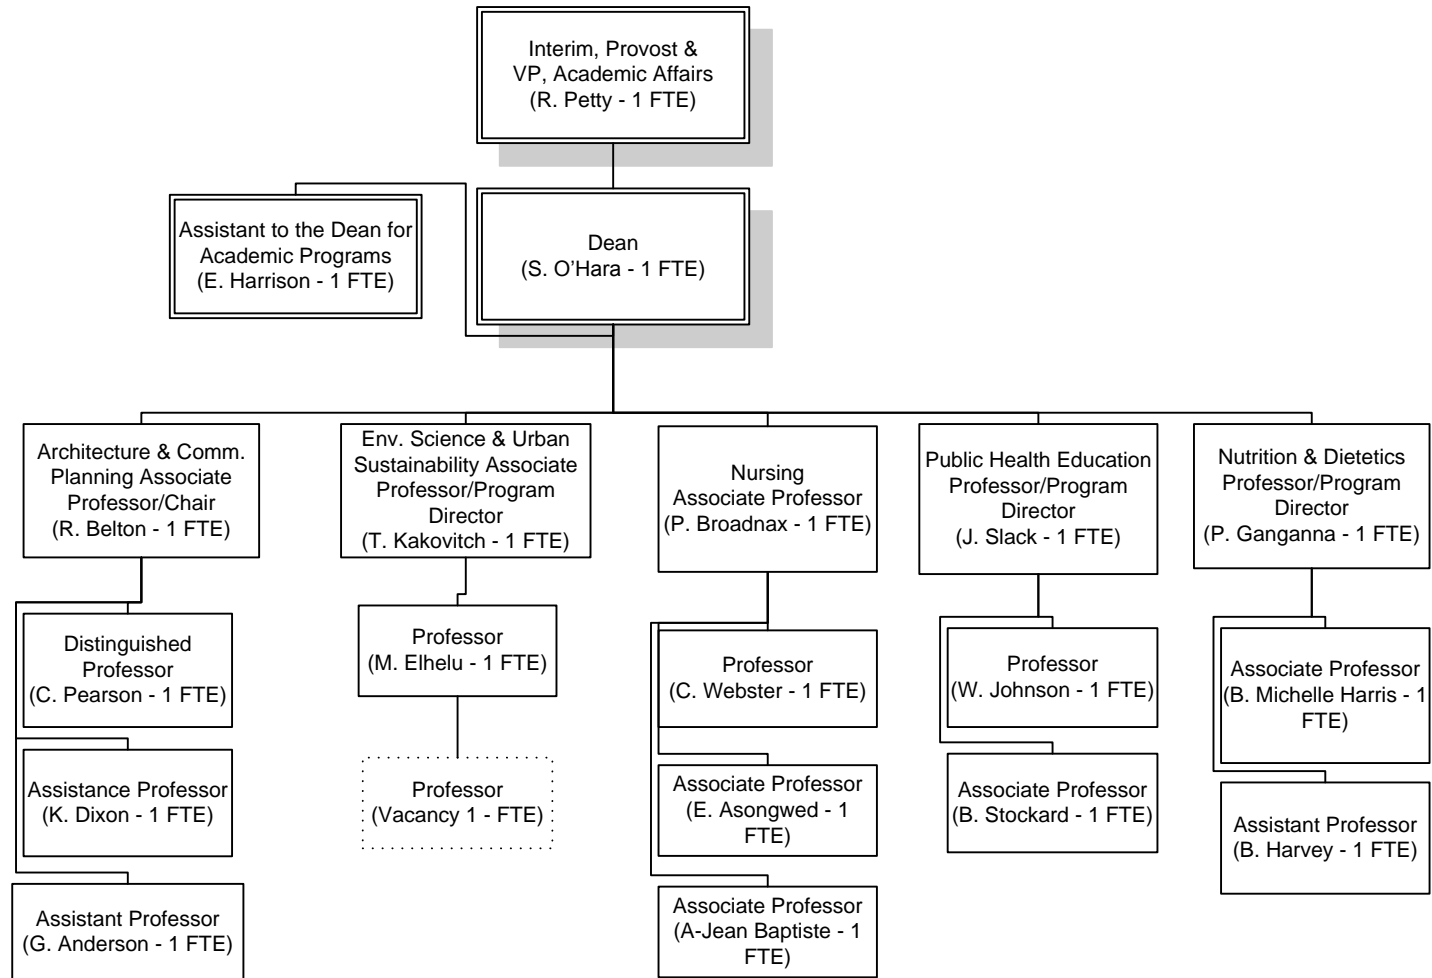 Interim, Provost &
VP, Academic Affairs
(R. Petty - 1 FTE)
Assistant to the Dean for
Academic Programs
(E. Harrison - 1 FTE)
Dean
(S. O’Hara - 1 FTE)
Architecture & Comm.
Planning Associate
Professor/Chair
(R. Belton - 1 FTE)
Env. Science & Urban
Sustainability Associate
Professor/Program
Director
(T. Kakovitch - 1 FTE)
Nursing
Associate Professor
(P. Broadnax - 1 FTE)
Public Health Education
Professor/Program
Director
(J. Slack - 1 FTE)
Nutrition & Dietetics
Professor/Program
Director
(P. Ganganna - 1 FTE)
Distinguished
Professor
(C. Pearson - 1 FTE)
Professor
(M. Elhelu - 1 FTE)
Professor
(C. Webster - 1 FTE)
Professor
(W. Johnson - 1 FTE)
Associate Professor
(B. Michelle Harris - 1
FTE)
Assistance Professor
(K. Dixon - 1 FTE)
Professor
(Vacancy 1 - FTE)
Associate Professor
(E. Asongwed - 1
FTE)
Associate Professor
(B. Stockard - 1 FTE)
Assistant Professor
(B. Harvey - 1 FTE)
Assistant Professor
(G. Anderson - 1 FTE)
Associate Professor
(A-Jean Baptiste - 1
FTE)